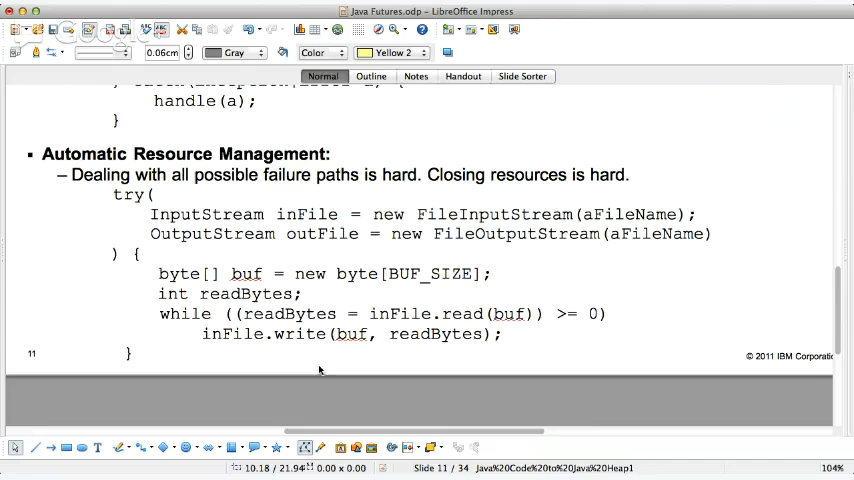 Java Futures.odp - LibreOffice Impress
0.06cm
Gray
Color
Yellow 2
Normal
Outline
Notes
Handout
Slide Sorter
handle(a);
}
▪ Automatic Resource Management:
– Dealing with all possible failure paths is hard. Closing resources is hard.
try(
InputStream inFile = new FileInputStream(aFileName);
OutputStream outFile = new FileOutputStream(aFileName)
) {
byte[] buf = new byte[BUF_SIZE];
int readBytes;
while ((readBytes = inFile.read(buf)) >= 0)
inFile.write(buf, readBytes);
}
11
© 2011 IBM Corporatio
10.18 / 21.94
0.00 x 0.00
Slide 11 / 34
Java%20Code%20to%20Java%20Heap1
104%